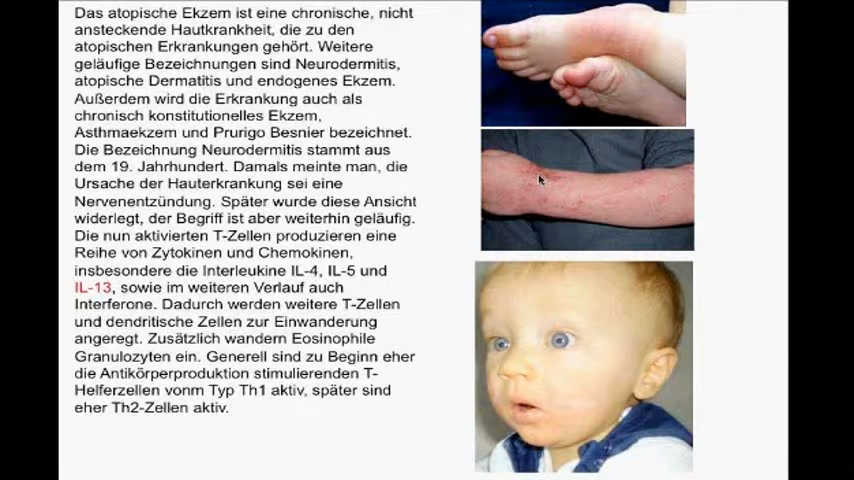 Das atopische Ekzem ist eine chronische, nicht
ansteckende Hautkrankheit, die zu den
atopischen Erkrankungen gehört. Weitere
geläufige Bezeichnungen sind Neurodermitis,
atopische Dermatitis und endogenes Ekzem.
Außerdem wird die Erkrankung auch als
chronisch konstitutionelles Ekzem,
Asthmaekzem und Prurigo Besnier bezeichnet.
Die Bezeichnung Neurodermitis stammt aus
dem 19. Jahrhundert. Damals meinte man, die
Ursache der Hauterkrankung sei eine
Nervenentzündung. Später wurde diese Ansicht
widerlegt, der Begriff ist aber weiterhin geläufig.
Die nun aktivierten T-Zellen produzieren eine
Reihe von Zytokinen und Chemokinen,
insbesondere die Interleukine IL-4, IL-5 und
IL-13, sowie im weiteren Verlauf auch
Interferone. Dadurch werden weitere T-Zellen
und dendritische Zellen zur Einwanderung
angeregt. Zusätzlich wandern Eosinophile
Granulozyten ein. Generell sind zu Beginn eher
die Antikörperproduktion stimulierenden T-
Helferzellen vonm Typ Th1 aktiv, später sind
eher Th2-Zellen aktiv.